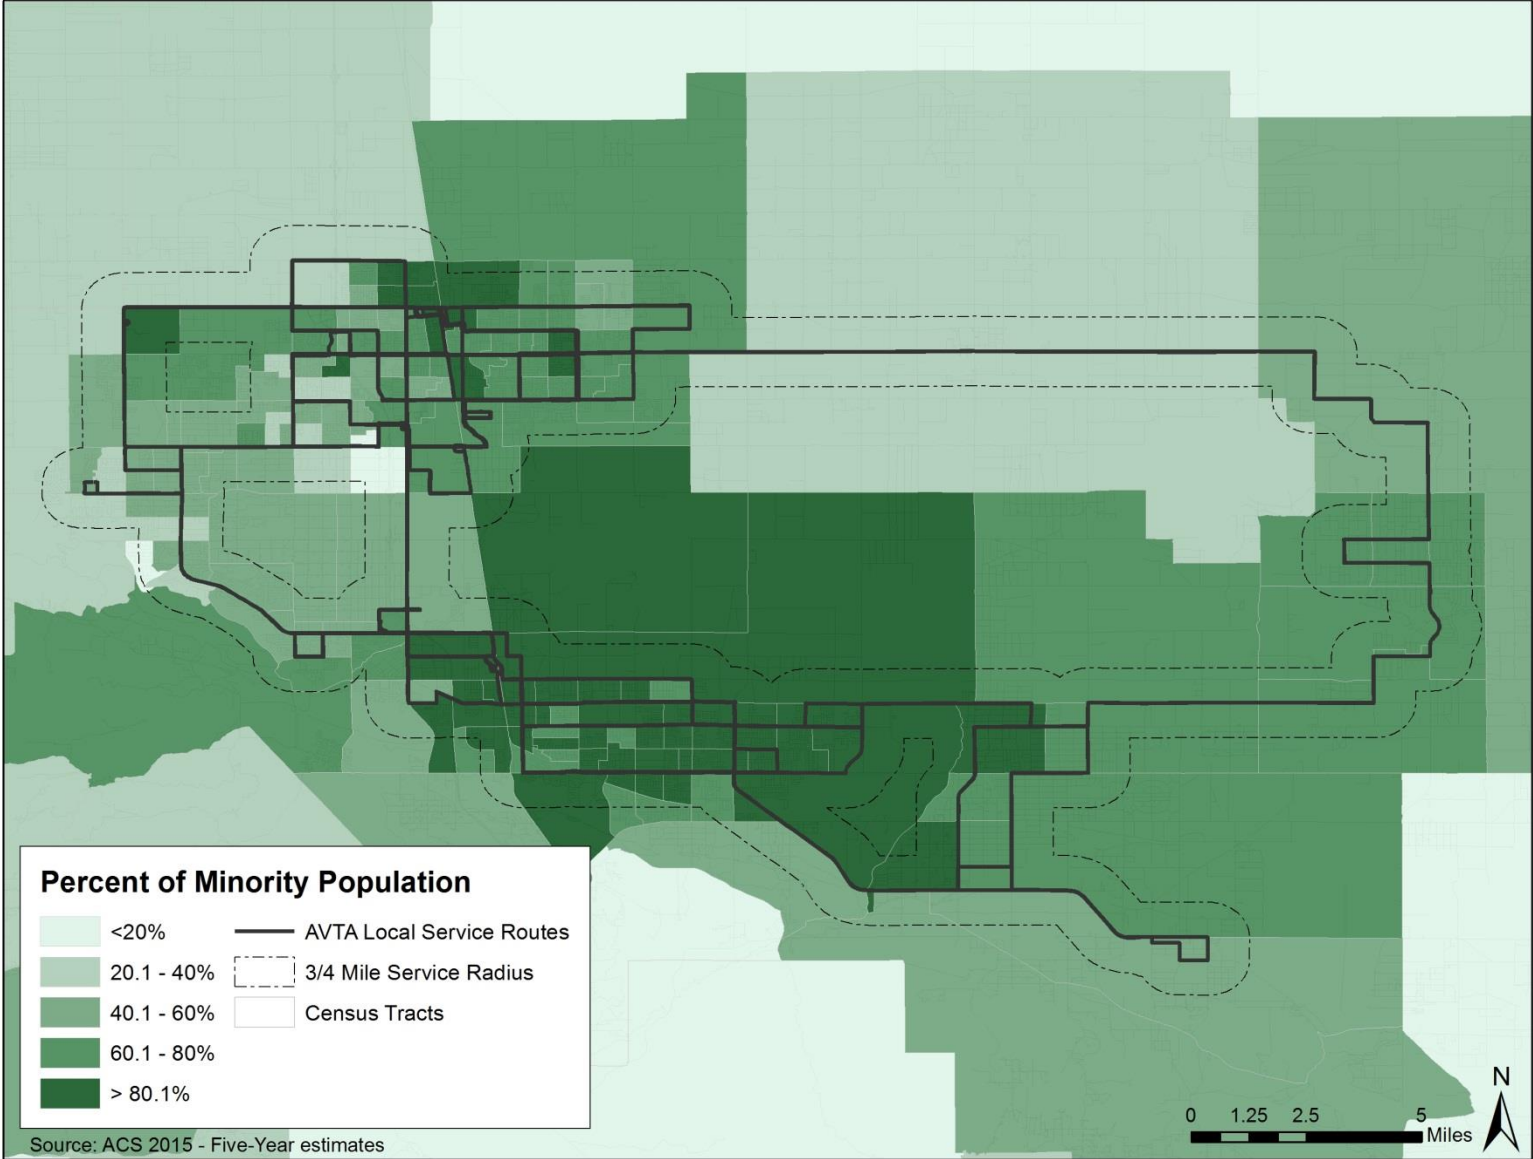 Percent of Minority Population
<20%
20.1 - 40%
40.1 - 60%
60.1 - 80%
> 80.1%
AVTA Local Service Routes
3/4 Mile Service Radius
Census Tracts
Source: ACS 2015 - Five-Year estimates
N
0 1.25 2.5 5
Miles